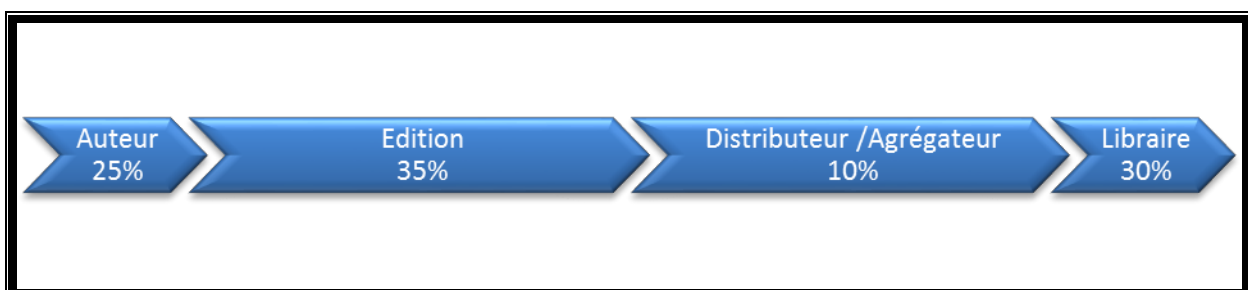 Auteur
25%
Edition
35%
Distributeur /Agrégateur
10%
Libraire
30%